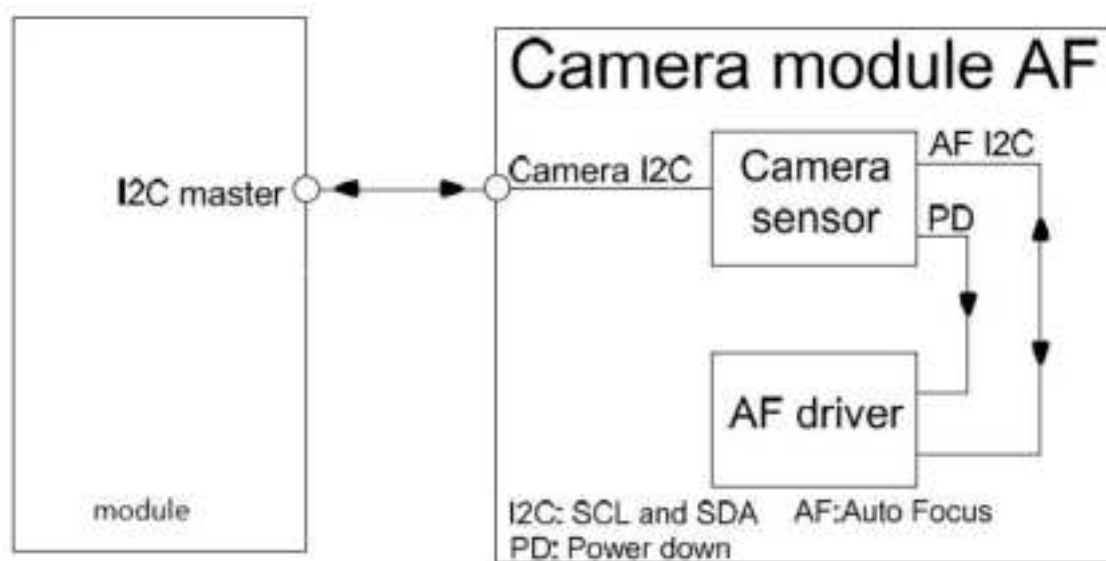 Camera module AF
I2C master
Camera I2C
Camera
sensor
AF I2C
PD
AF driver
module
I2C: SCL and SDA AF:Auto Focus
PD: Power down